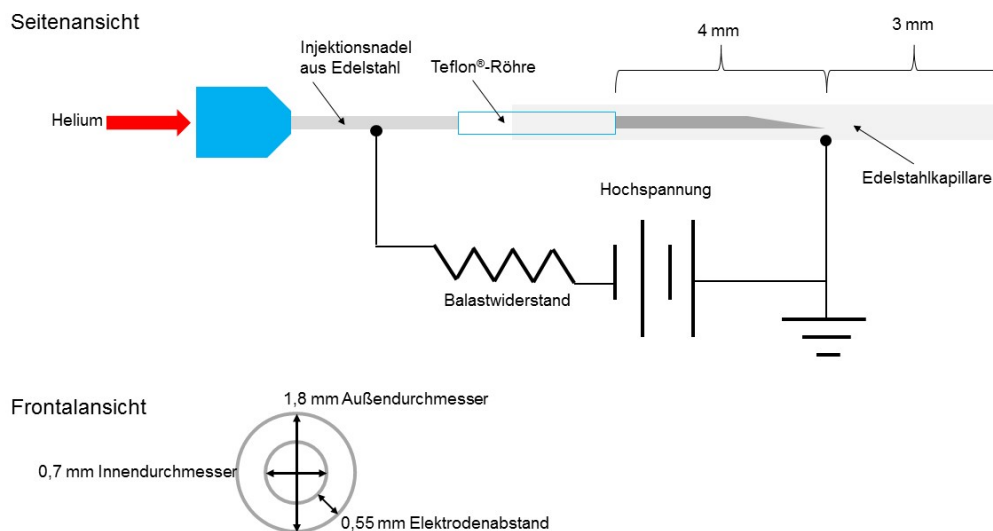 Seitenansicht
4 mm
3 mm
Injektionsnadel
aus Edelstahl
Teflon®-Röhre
Helium
Edelstahlkapillare
Hochspannung
Balastwiderstand
Frontalansicht
1,8 mm Außendurchmesser
0,7 mm Innendurchmesser
0,55 mm Elektrodenabstand